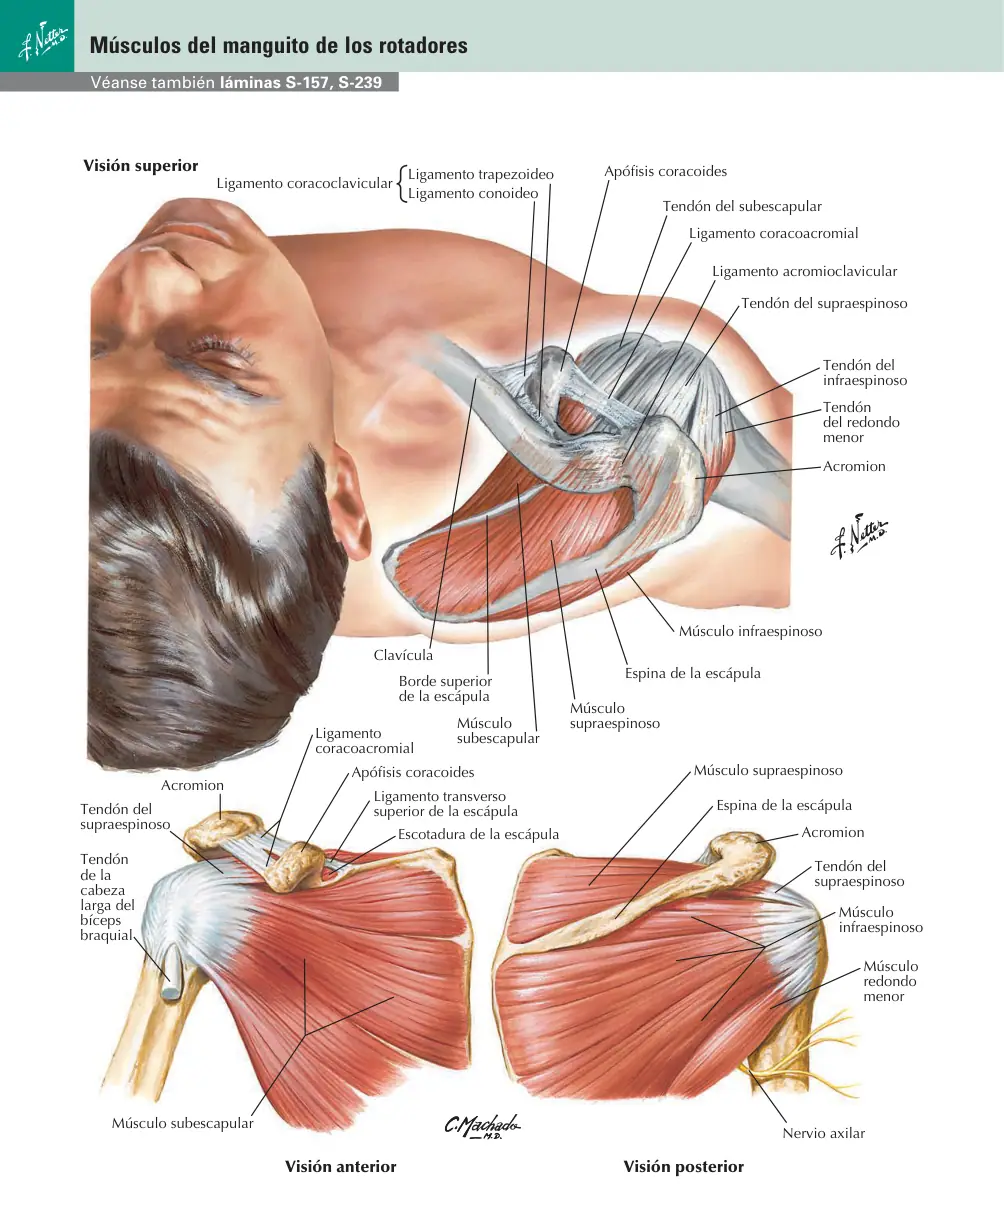 F. Netter M.D.
Músculos del manguito de los rotadores
Véanse también láminas S-157, S-239
Visión superior
Ligamento coracoclavicular
Ligamento trapezoideo
Ligamento conoideo
Apófisis coracoides
Tendón del subescapular
Ligamento coracoacromial
Ligamento acromioclavicular
Tendón del supraespinoso
Tendón del
infraespinoso
Tendón
del redondo
menor
Acromion
F. Netter M.D.
Músculo infraespinoso
Espina de la escápula
Clavícula
Borde superior
de la escápula
Músculo
supraespinoso
Músculo
subescapular
Ligamento
coracoacromial
Apófisis coracoides
Acromion
Ligamento transverso
superior de la escápula
Tendón del
supraespinoso
Escotadura de la escápula
Tendón
de la
cabeza
larga del
bíceps
braquial
Músculo subescapular
Visión anterior
C. Machado M.D.
Músculo supraespinoso
Espina de la escápula
Acromion
Tendón del
supraespinoso
Músculo
infraespinoso
Músculo
redondo
menor
Nervio axilar
Visión posterior